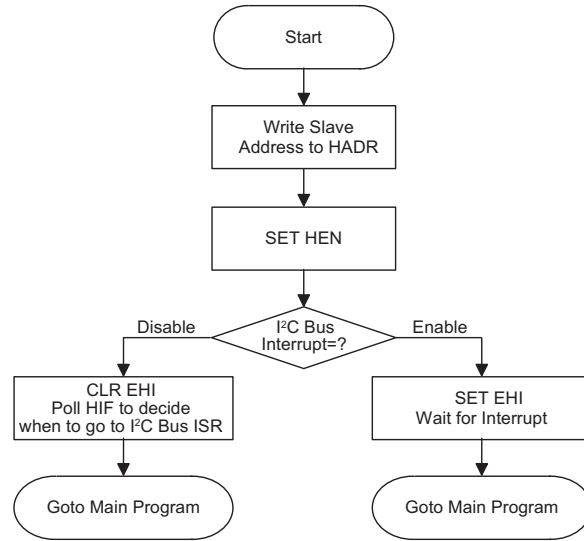 Start
Write Slave
Address to HADR
SET HEN
I²C Bus
Interrupt=?
Disable
Enable
CLR EHI
Poll HIF to decide
when to go to I²C Bus ISR
SET EHI
Wait for Interrupt
Goto Main Program
Goto Main Program